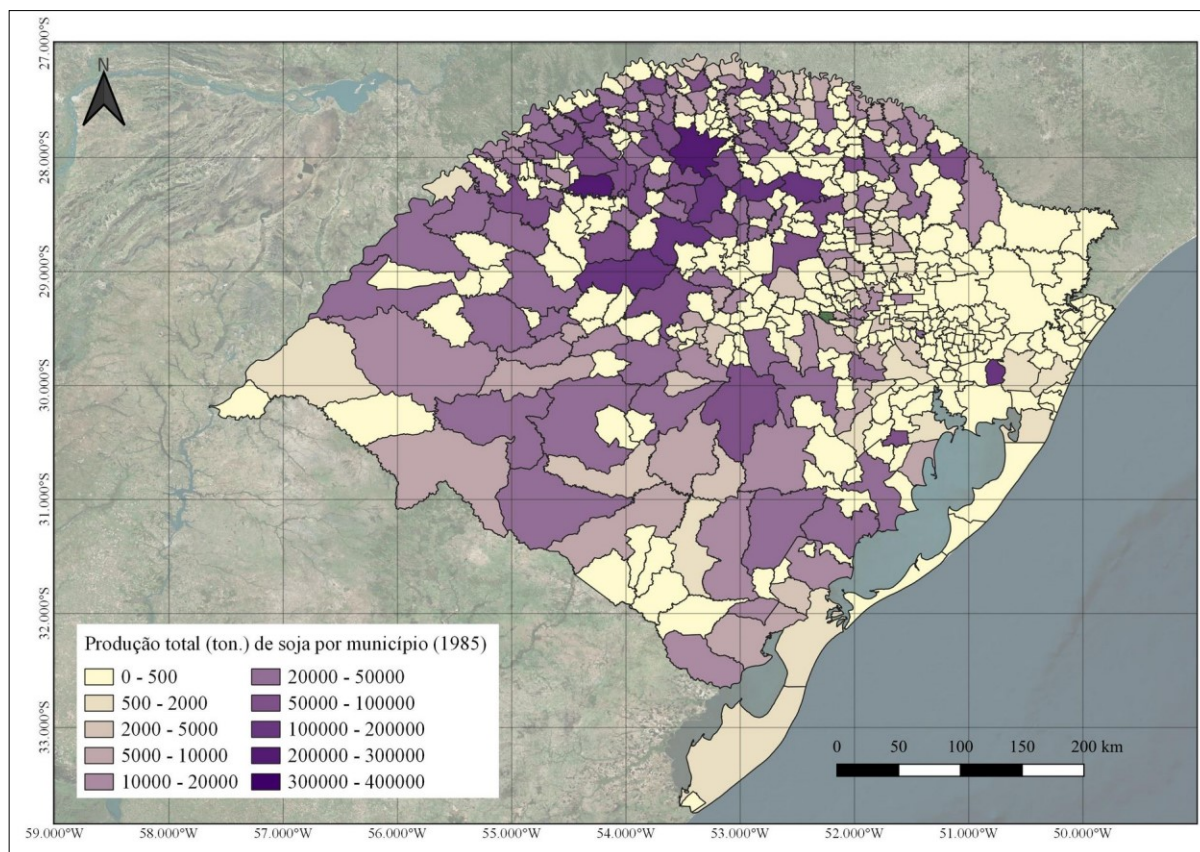 N
27.000°S
28.000°S
29.000°S
30.000°S
31.000°S
32.000°S
33.000°S
Produção total (ton.) de soja por município (1985)
0 - 500
500 - 2000
2000 - 5000
5000 - 10000
10000 - 20000
20000 - 50000
50000 - 100000
100000 - 200000
200000 - 300000
300000 - 400000
0 50 100 150 200 km
59.000°W 58.000°W 57.000°W 56.000°W 55.000°W 54.000°W 53.000°W 52.000°W 51.000°W 50.000°W